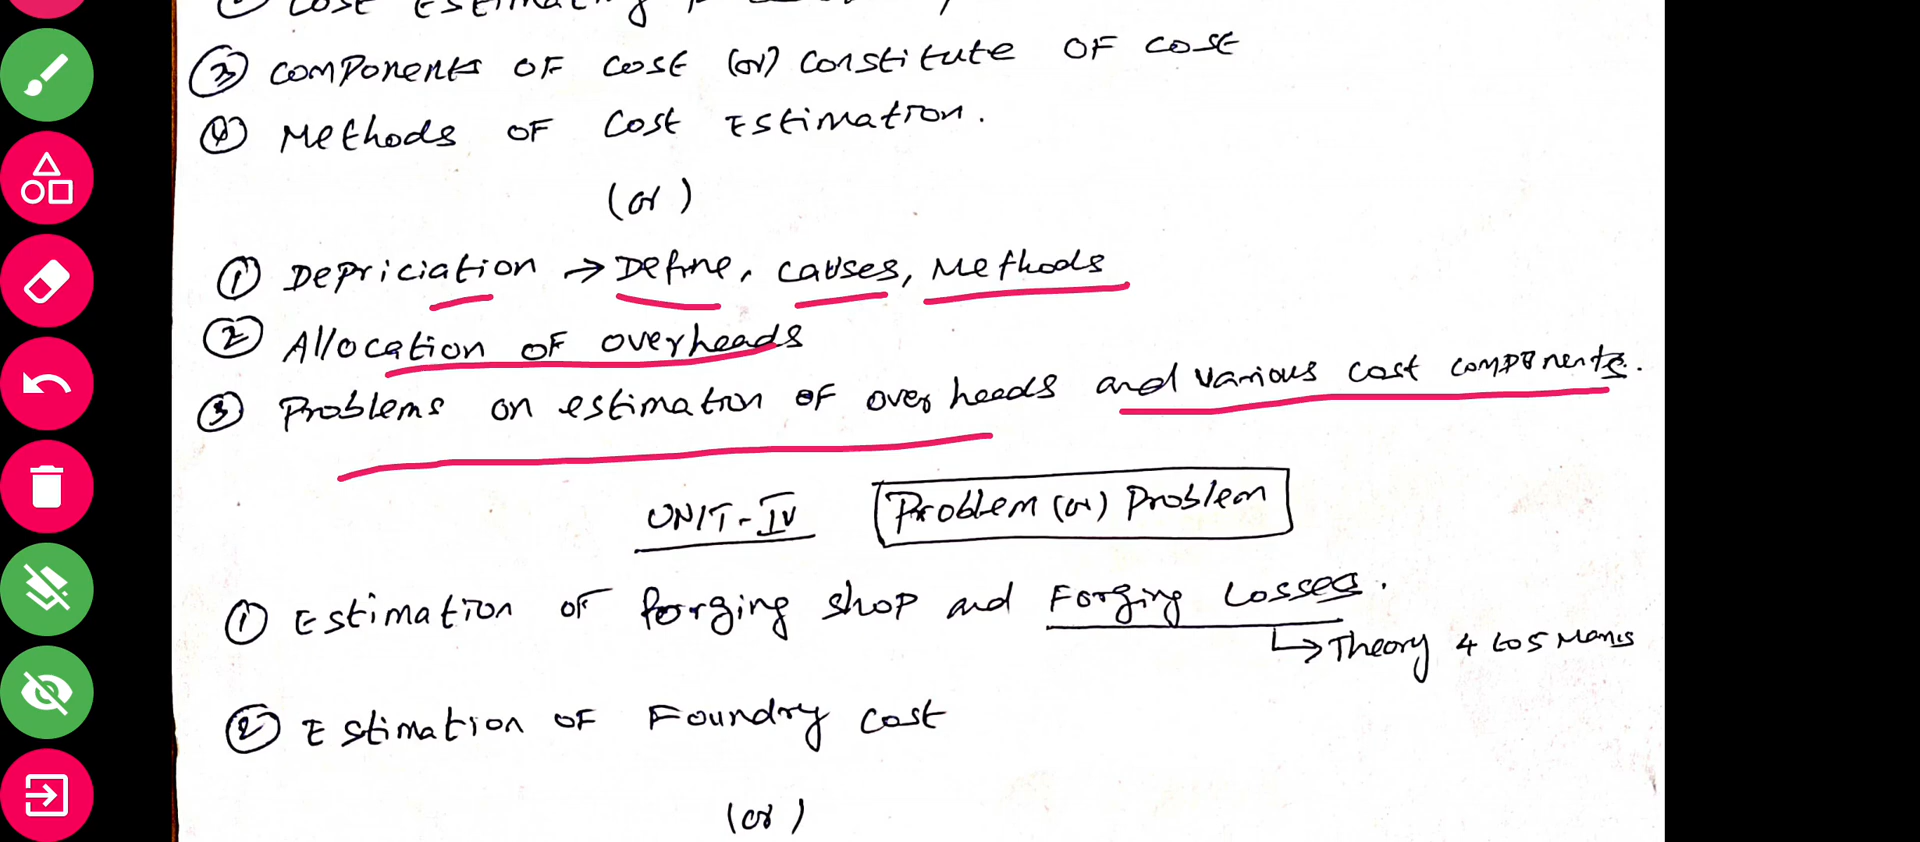 Cost Estimating
③ Components OF Cost (or) Constitute OF Cost
④ Methods OF Cost Estimation.
(or)
① Depriciation → Define, causes, Methods
② Allocation OF overheads
③ Problems on estimation OF over heads and various cost components.
UNIT-IV Problem (or) Problem
① Estimation OF forging shop and Forging Losses.
↳ Theory 4 to 5 Marks
② Estimation OF Foundry Cost
(or)